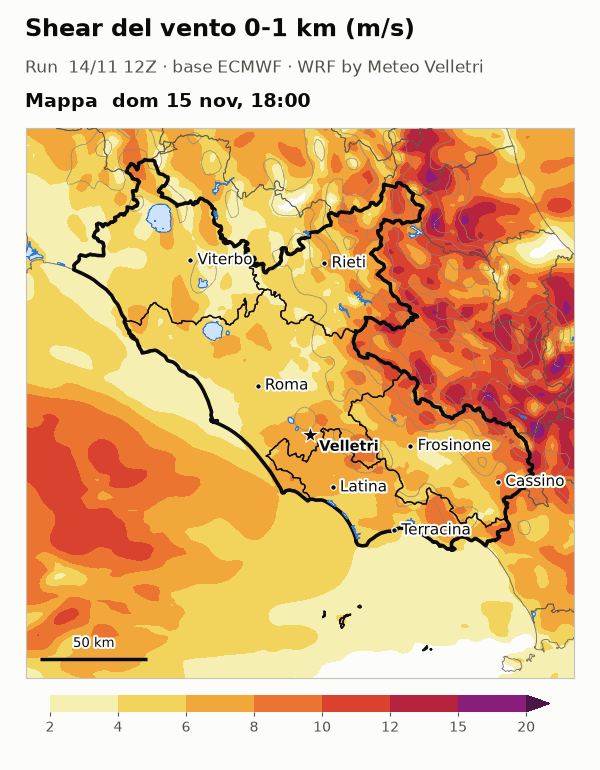 Shear del vento 0-1 km (m/s)
Run  14/11 12Z · base ECMWF · WRF by Meteo Velletri
Mappa  dom 15 nov, 18:00
Viterbo
Rieti
Roma
Velletri
Frosinone
Latina
Cassino
Terracina
50 km
2 4 6 8 10 12 15 20